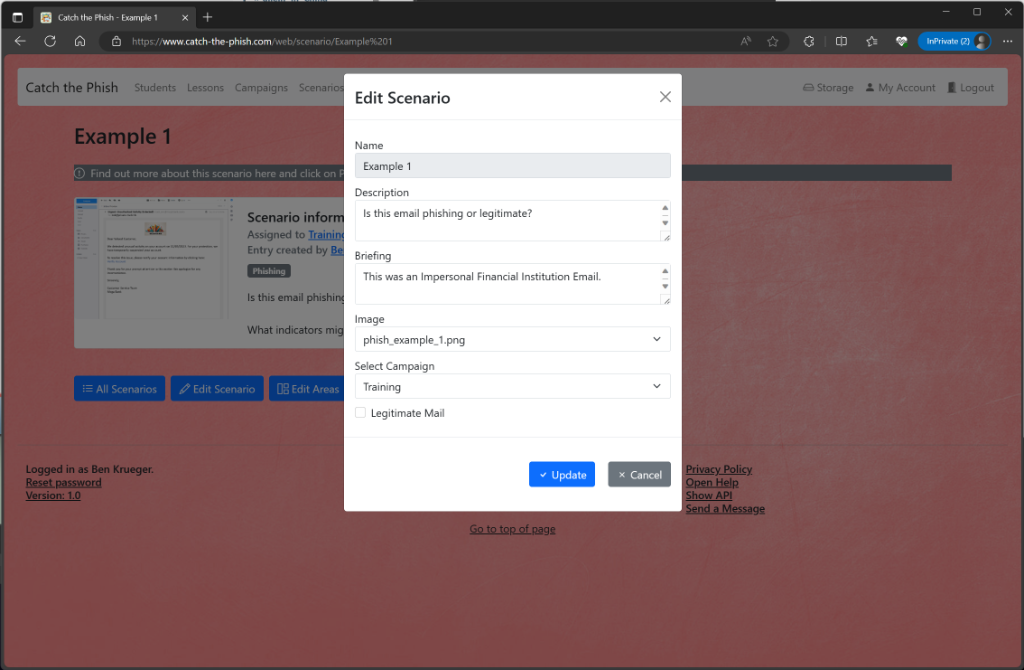 Catch the Phish - Example 1
https://www.catch-the-phish.com/web/scenario/Example%201
InPrivate (2)
Catch the Phish
Students
Lessons
Campaigns
Scenarios
Storage
My Account
Logout
Example 1
Find out more about this scenario here and click on
Scenario inform
Assigned to Training
Entry created by Be
Phishing
Is this email phishing
What indicators mig
All Scenarios
Edit Scenario
Edit Areas
Edit Scenario
Name
Example 1
Description
Is this email phishing or legitimate?
Briefing
This was an Impersonal Financial Institution Email.
Image
phish_example_1.png
Select Campaign
Training
Legitimate Mail
Update
Cancel
Logged in as Ben Krueger.
Reset password
Version: 1.0
Privacy Policy
Open Help
Show API
Send a Message
Go to top of page